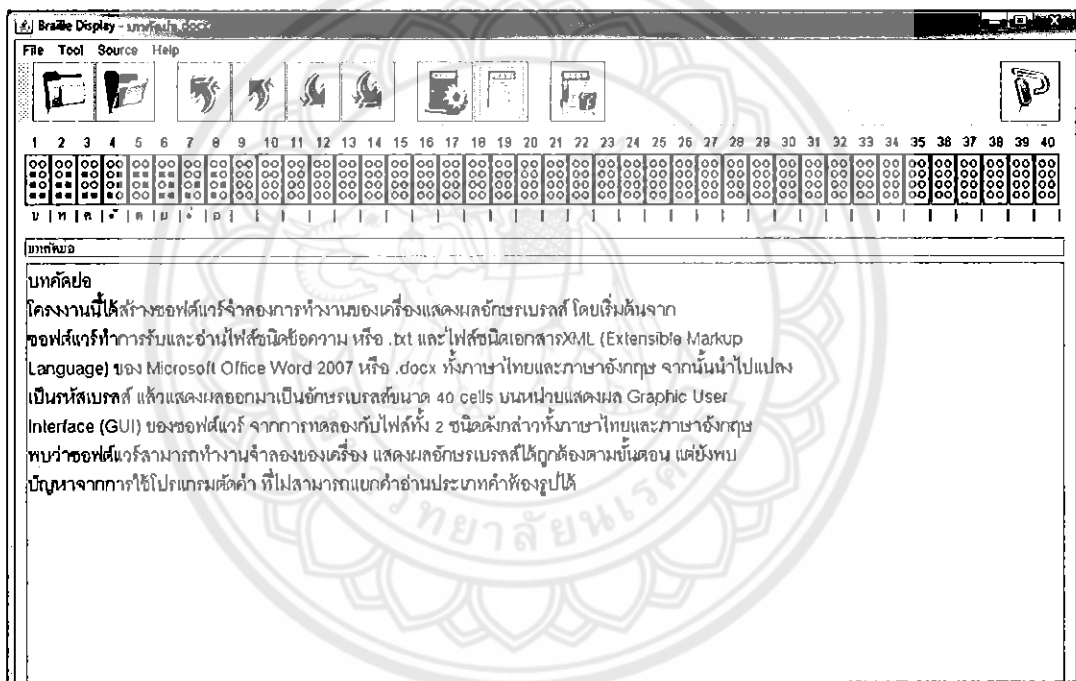 Braille Display - บทคัดย่อ.docx
File Tool Source Help
1 2 3 4 5 6 7 8 9 10 11 12 13 14 15 16 17 18 19 20 21 22 23 24 25 26 27 28 29 30 31 32 33 34 35 36 37 38 39 40
บ | ท | ค | ั | ด | ย | ่ | อ |
บทคัดย่อ
บทคัดย่อ
โครงงานนี้ได้สร้างซอฟต์แวร์จำลองการทำงานของเครื่องแสดงผลอักษรเบรลล์ โดยเริ่มต้นจาก
ซอฟต์แวร์ทำการรับและอ่านไฟล์ชนิดข้อความ หรือ .txt และไฟล์ชนิดเอกสารXML (Extensible Markup
Language) ของ Microsoft Office Word 2007 หรือ .docx ทั้งภาษาไทยและภาษาอังกฤษ จากนั้นนำไปแปลง
เป็นรหัสเบรลล์ แล้วแสดงผลออกมาเป็นอักษรเบรลล์ขนาด 40 cells บนหน่วยแสดงผล Graphic User
Interface (GUI) ของซอฟต์แวร์ จากการทดลองกับไฟล์ทั้ง 2 ชนิดดังกล่าวทั้งภาษาไทยและภาษาอังกฤษ
พบว่าซอฟต์แวร์สามารถทำงานจำลองของเครื่อง แสดงผลอักษรเบรลล์ได้ถูกต้องตามขั้นตอน แต่ยังพบ
ปัญหาจากการใช้โปรแกรมตัดคำ ที่ไม่สามารถแยกคำอ่านประเภทคำพ้องรูปได้